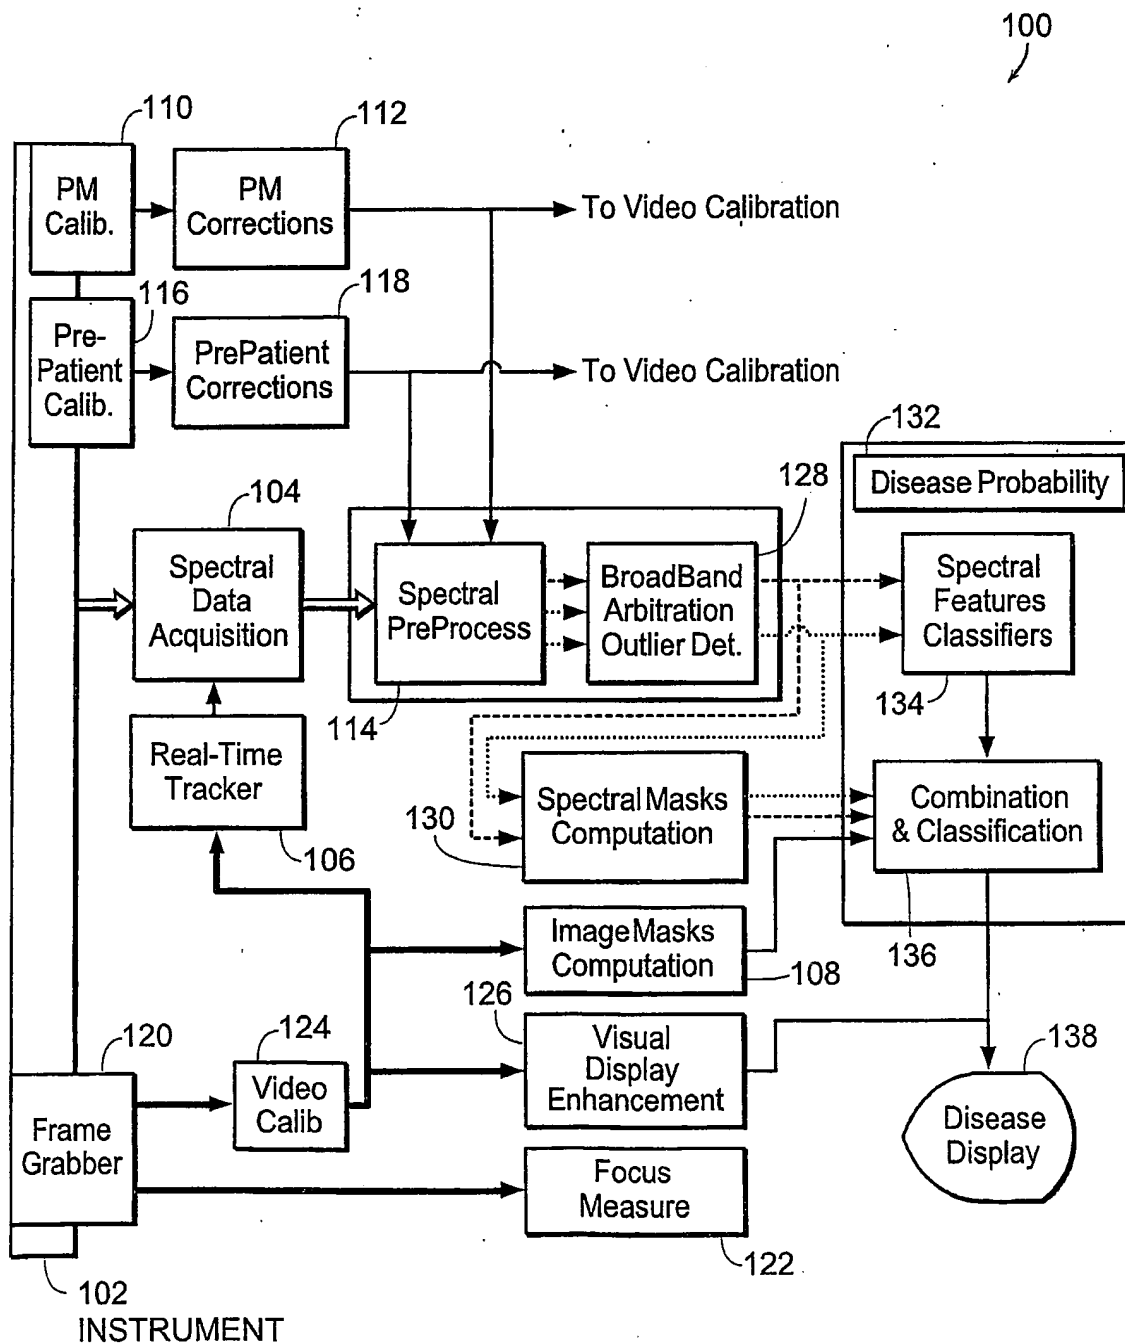 100
110
112
PM
Calib.
PM
Corrections
To Video Calibration
116
118
Pre-
Patient
Calib.
PrePatient
Corrections
To Video Calibration
132
Disease Probability
104
128
Spectral
Data
Acquisition
Spectral
PreProcess
BroadBand
Arbitration
Outlier Det.
Spectral
Features
Classifiers
114
134
Real-Time
Tracker
106
Spectral Masks
Computation
130
Combination
& Classification
136
Image Masks
Computation
108
126
120
124
Video
Calib
Visual
Display
Enhancement
138
Disease
Display
Frame
Grabber
Focus
Measure
122
102
INSTRUMENT